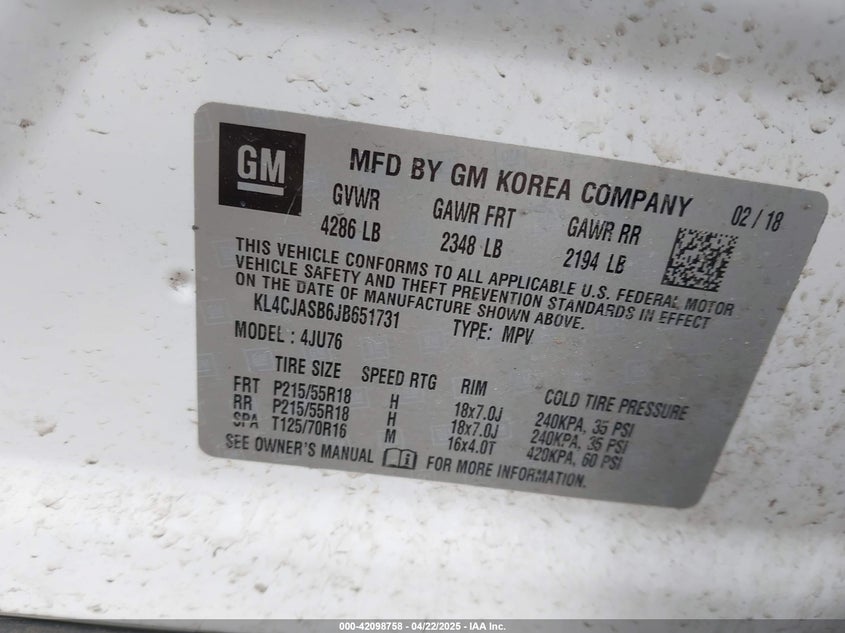 GM
MFD BY GM KOREA COMPANY 02 / 18
GVWR GAWR FRT GAWR RR
4286 LB 2348 LB 2194 LB
THIS VEHICLE CONFORMS TO ALL APPLICABLE U.S. FEDERAL MOTOR
VEHICLE SAFETY AND THEFT PREVENTION STANDARDS IN EFFECT
ON THE DATE OF MANUFACTURE SHOWN ABOVE.
KL4CJASB6JB651731 TYPE: MPV
MODEL : 4JU76
TIRE SIZE SPEED RTG RIM COLD TIRE PRESSURE
FRT P215/55R18 H 18x7.0J 240KPA, 35 PSI
RR P215/55R18 H 18x7.0J 240KPA, 35 PSI
SPA T125/70R16 M 16x4.0T 420KPA, 60 PSI
SEE OWNER'S MANUAL FOR MORE INFORMATION.
000-42098758 - 04/22/2025 - IAA Inc.